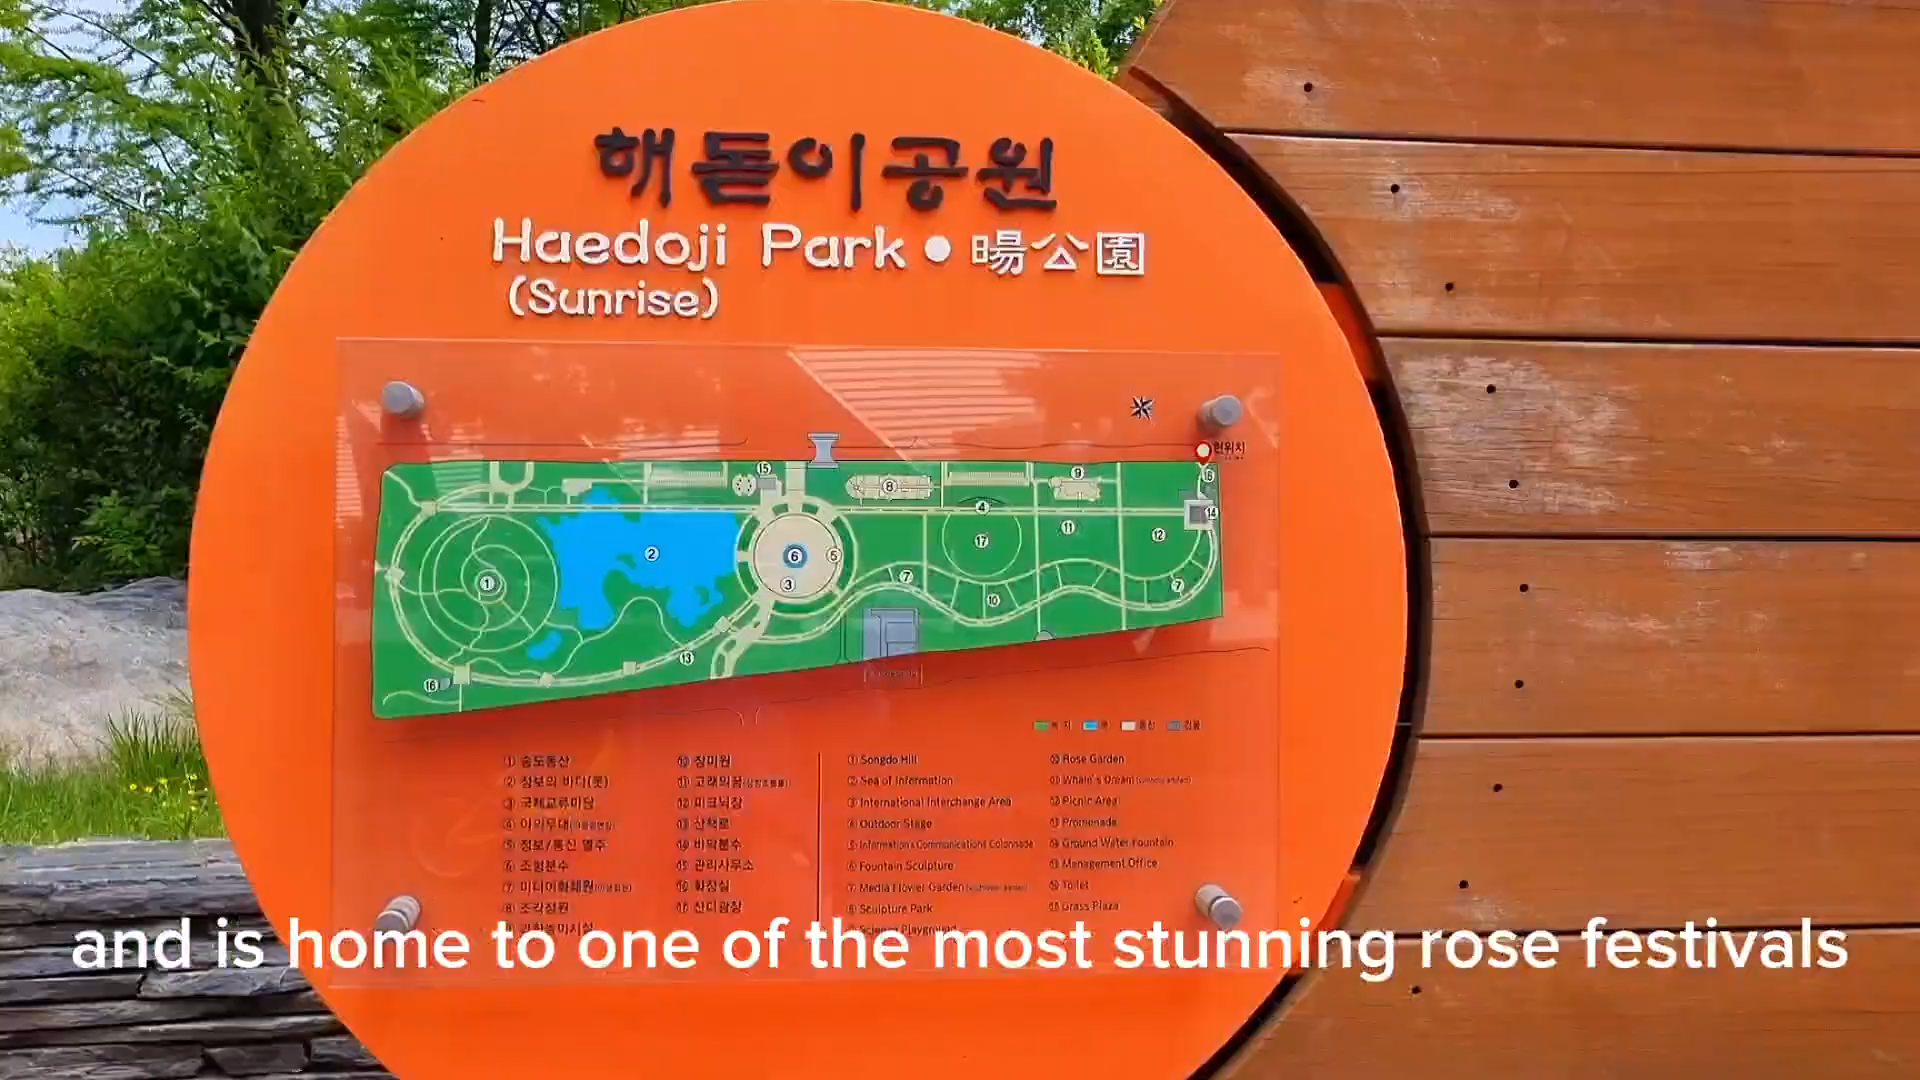 해돋이공원
Haedoji Park • 暘公園
(Sunrise)
현위치
① 송도동산
② 정보의 바다(못)
③ 국제교류마당
④ 야외무대
⑤ 정보/통신 열주
⑥ 조형분수
⑦ 미디어화훼원
⑧ 조각정원
⑩ 장미원
⑪ 고래의꿈
⑫ 피크닉장
⑬ 산책로
⑭ 바닥분수
⑮ 관리사무소
⑯ 화장실
⑰ 잔디광장
① Songdo Hill
② Sea of Information
③ International Interchange Area
④ Outdoor Stage
⑤ Information & Communications Colonnade
⑥ Fountain Sculpture
⑦ Media Flower Garden
⑧ Sculpture Park
⑨ Science Playground
⑩ Rose Garden
⑪ Whale's Dream
⑫ Picnic Area
⑬ Promenade
⑭ Ground Water Fountain
⑮ Management Office
⑯ Toilet
⑰ Grass Plaza
and is home to one of the most stunning rose festivals